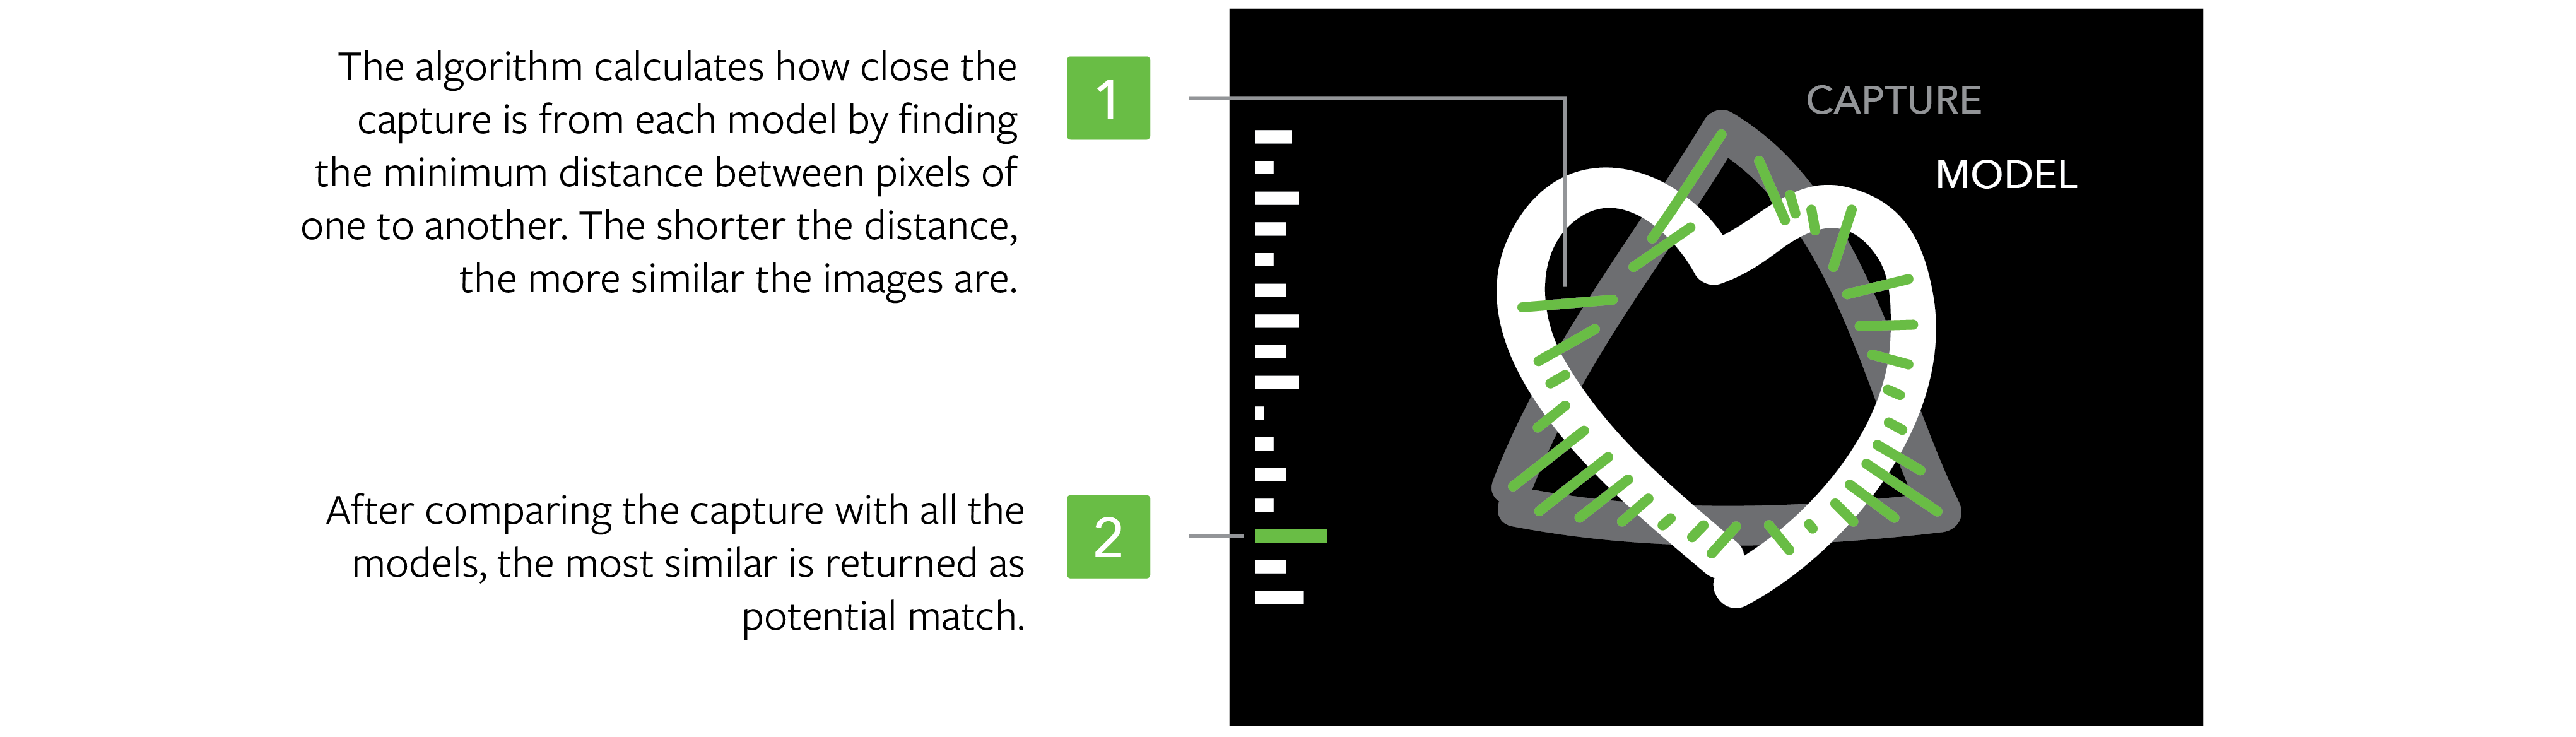 The algorithm calculates how close the
capture is from each model by finding
the minimum distance between pixels of
one to another. The shorter the distance,
the more similar the images are.
1
CAPTURE
MODEL
After comparing the capture with all the
models, the most similar is returned as
potential match.
2